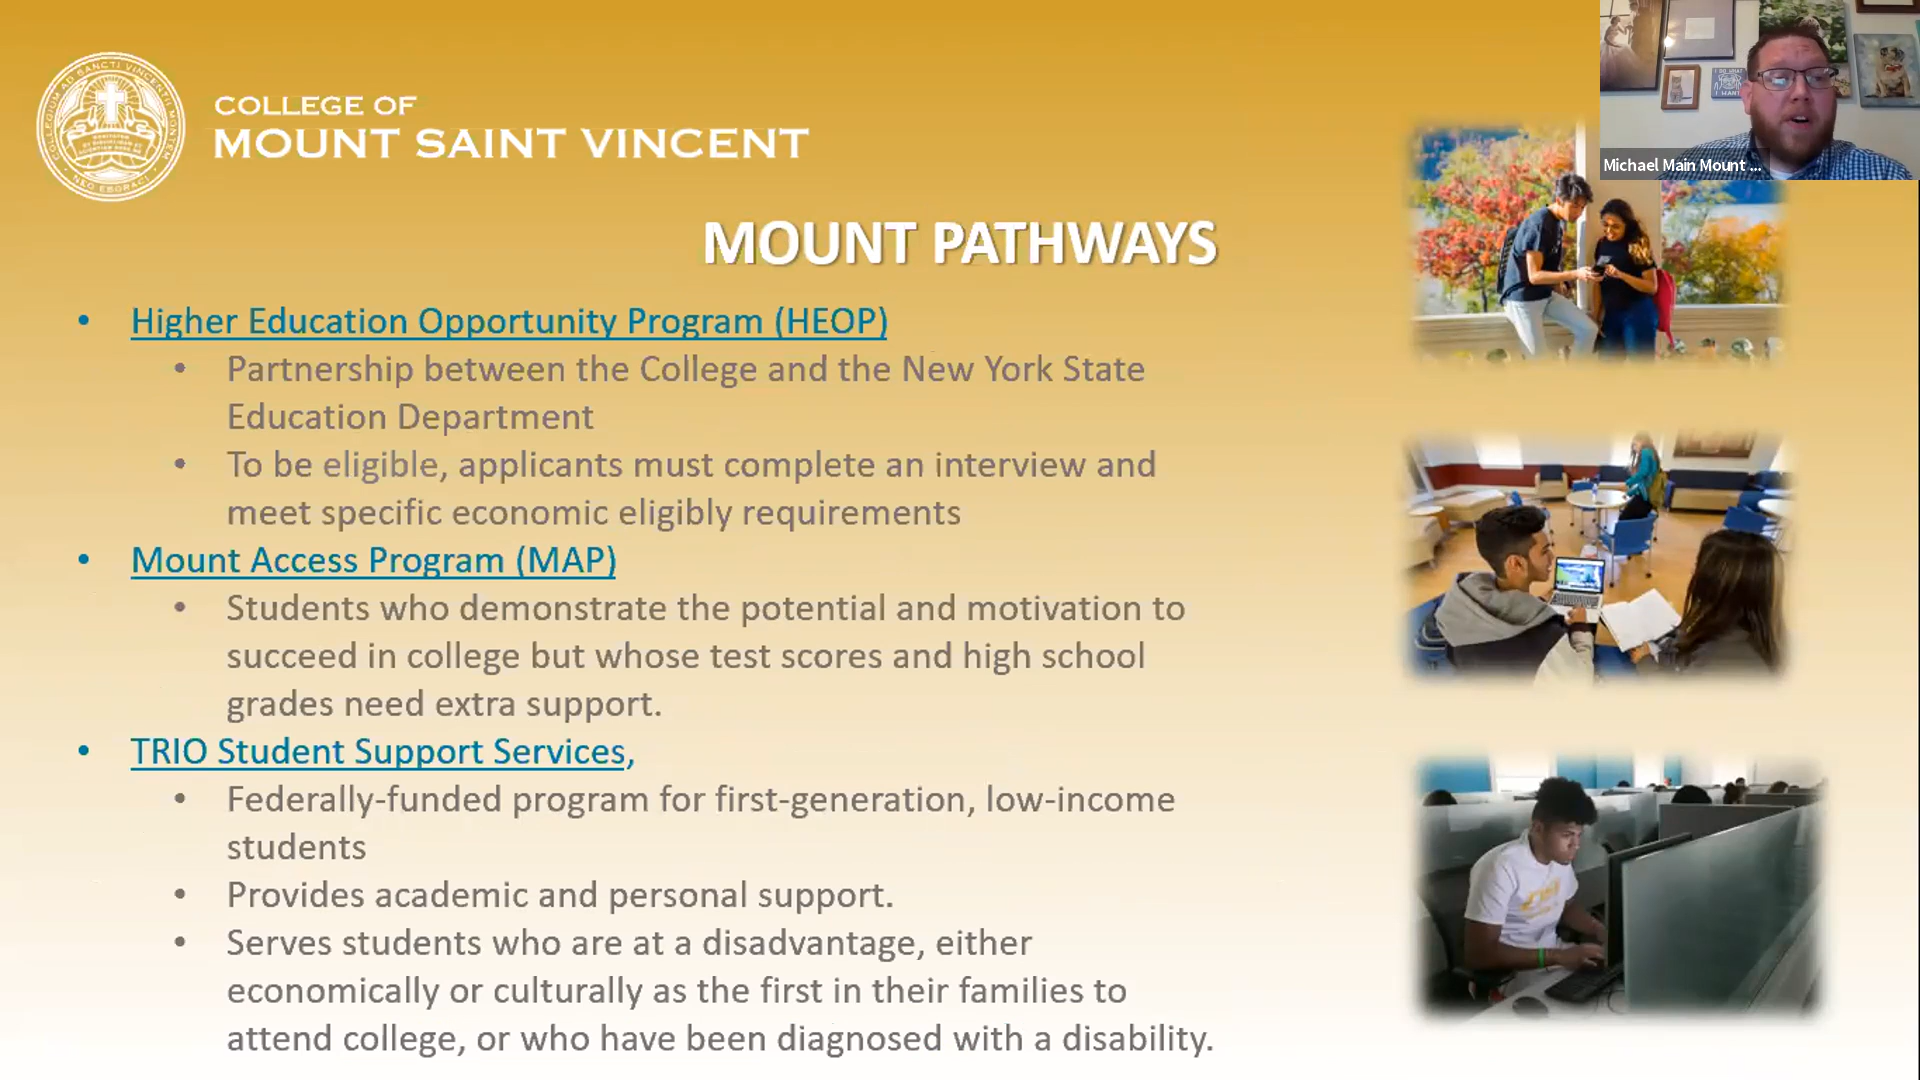 COLLEGE OF
MOUNT SAINT VINCENT
Michael Main Mount ...
MOUNT PATHWAYS
• Higher Education Opportunity Program (HEOP)
• Partnership between the College and the New York State
Education Department
• To be eligible, applicants must complete an interview and
meet specific economic eligibly requirements
• Mount Access Program (MAP)
• Students who demonstrate the potential and motivation to
succeed in college but whose test scores and high school
grades need extra support.
• TRIO Student Support Services,
• Federally-funded program for first-generation, low-income
students
• Provides academic and personal support.
• Serves students who are at a disadvantage, either
economically or culturally as the first in their families to
attend college, or who have been diagnosed with a disability.